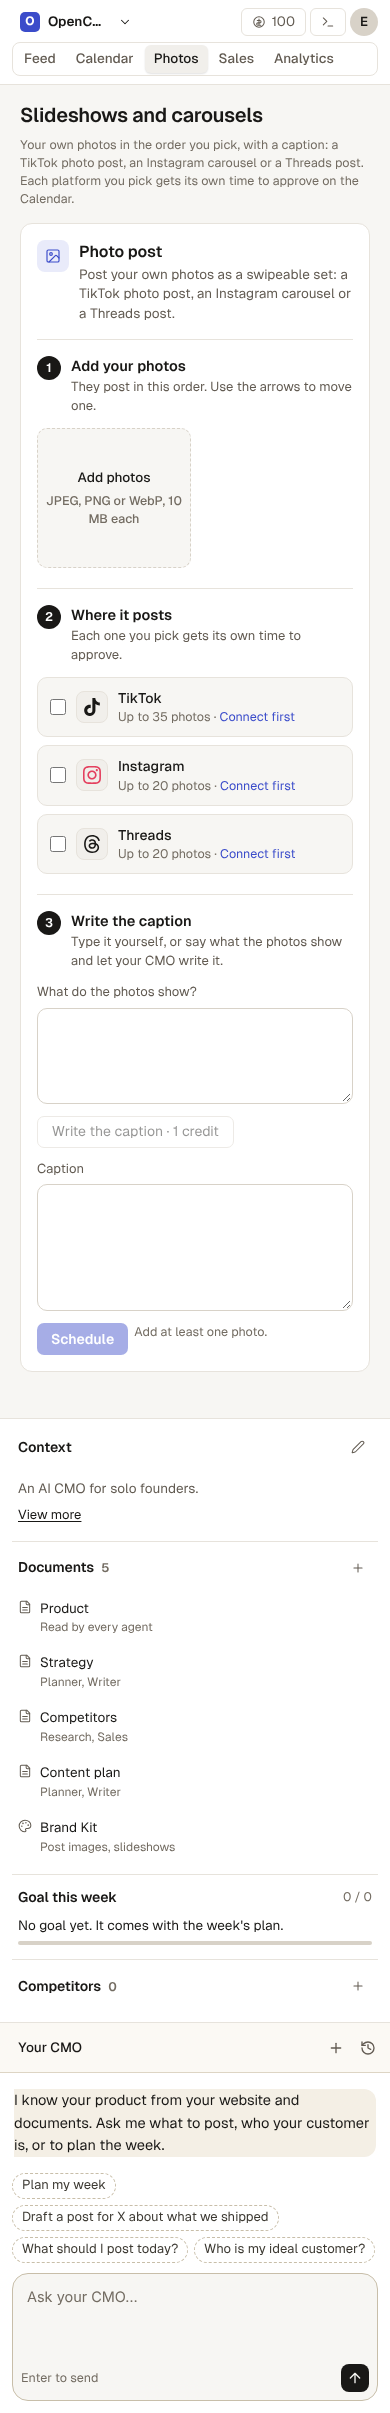 O OpenC...
100
E
Feed Calendar Photos Sales Analytics
Slideshows and carousels
Your own photos in the order you pick, with a caption: a
TikTok photo post, an Instagram carousel or a Threads post.
Each platform you pick gets its own time to approve on the
Calendar.
Photo post
Post your own photos as a swipeable set: a
TikTok photo post, an Instagram carousel or
a Threads post.
1 Add your photos
They post in this order. Use the arrows to move
one.
Add photos
JPEG, PNG or WebP, 10
MB each
2 Where it posts
Each one you pick gets its own time to
approve.
TikTok
Up to 35 photos · Connect first
Instagram
Up to 20 photos · Connect first
Threads
Up to 20 photos · Connect first
3 Write the caption
Type it yourself, or say what the photos show
and let your CMO write it.
What do the photos show?
Write the caption · 1 credit
Caption
Schedule Add at least one photo.
Context
An AI CMO for solo founders.
View more
Documents 5
Product
Read by every agent
Strategy
Planner, Writer
Competitors
Research, Sales
Content plan
Planner, Writer
Brand Kit
Post images, slideshows
Goal this week 0 / 0
No goal yet. It comes with the week's plan.
Competitors 0
Your CMO
I know your product from your website and
documents. Ask me what to post, who your customer
is, or to plan the week.
Plan my week
Draft a post for X about what we shipped
What should I post today? Who is my ideal customer?
Ask your CMO...
Enter to send